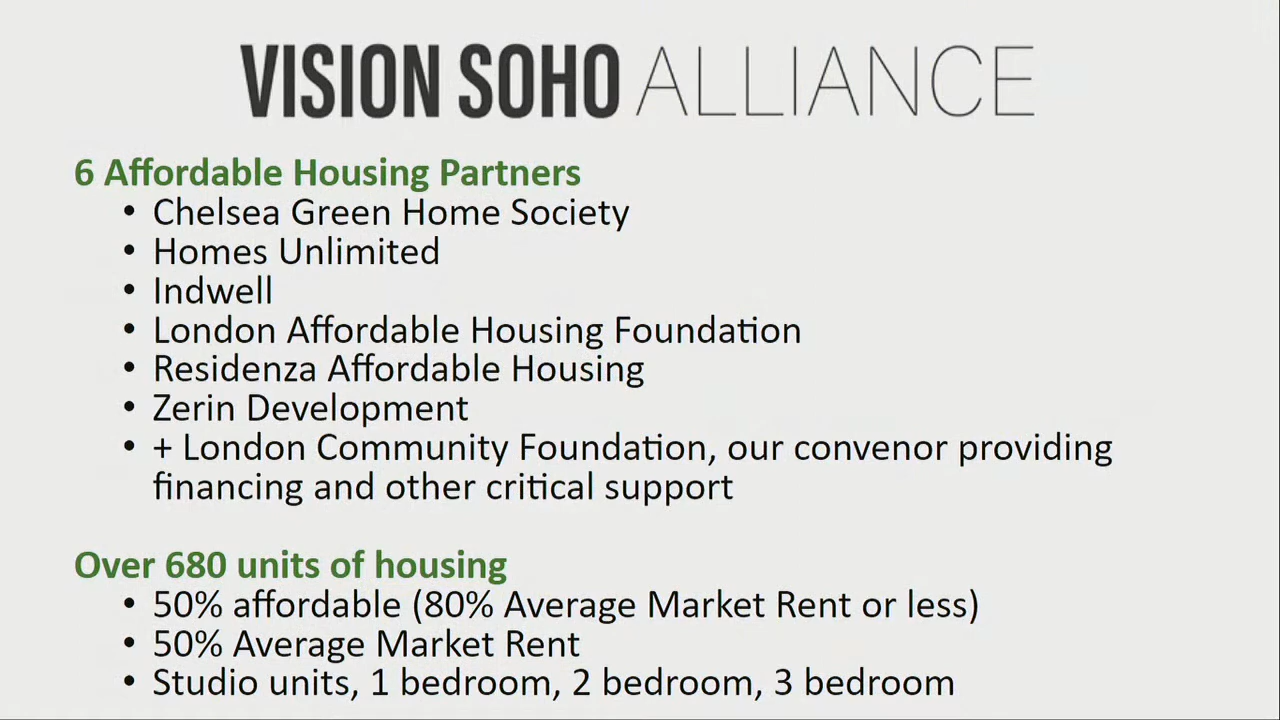 VISION SOHO ALLIANCE
6 Affordable Housing Partners
• Chelsea Green Home Society
• Homes Unlimited
• Indwell
• London Affordable Housing Foundation
• Residenza Affordable Housing
• Zerin Development
• + London Community Foundation, our convenor providing
financing and other critical support
Over 680 units of housing
• 50% affordable (80% Average Market Rent or less)
• 50% Average Market Rent
• Studio units, 1 bedroom, 2 bedroom, 3 bedroom